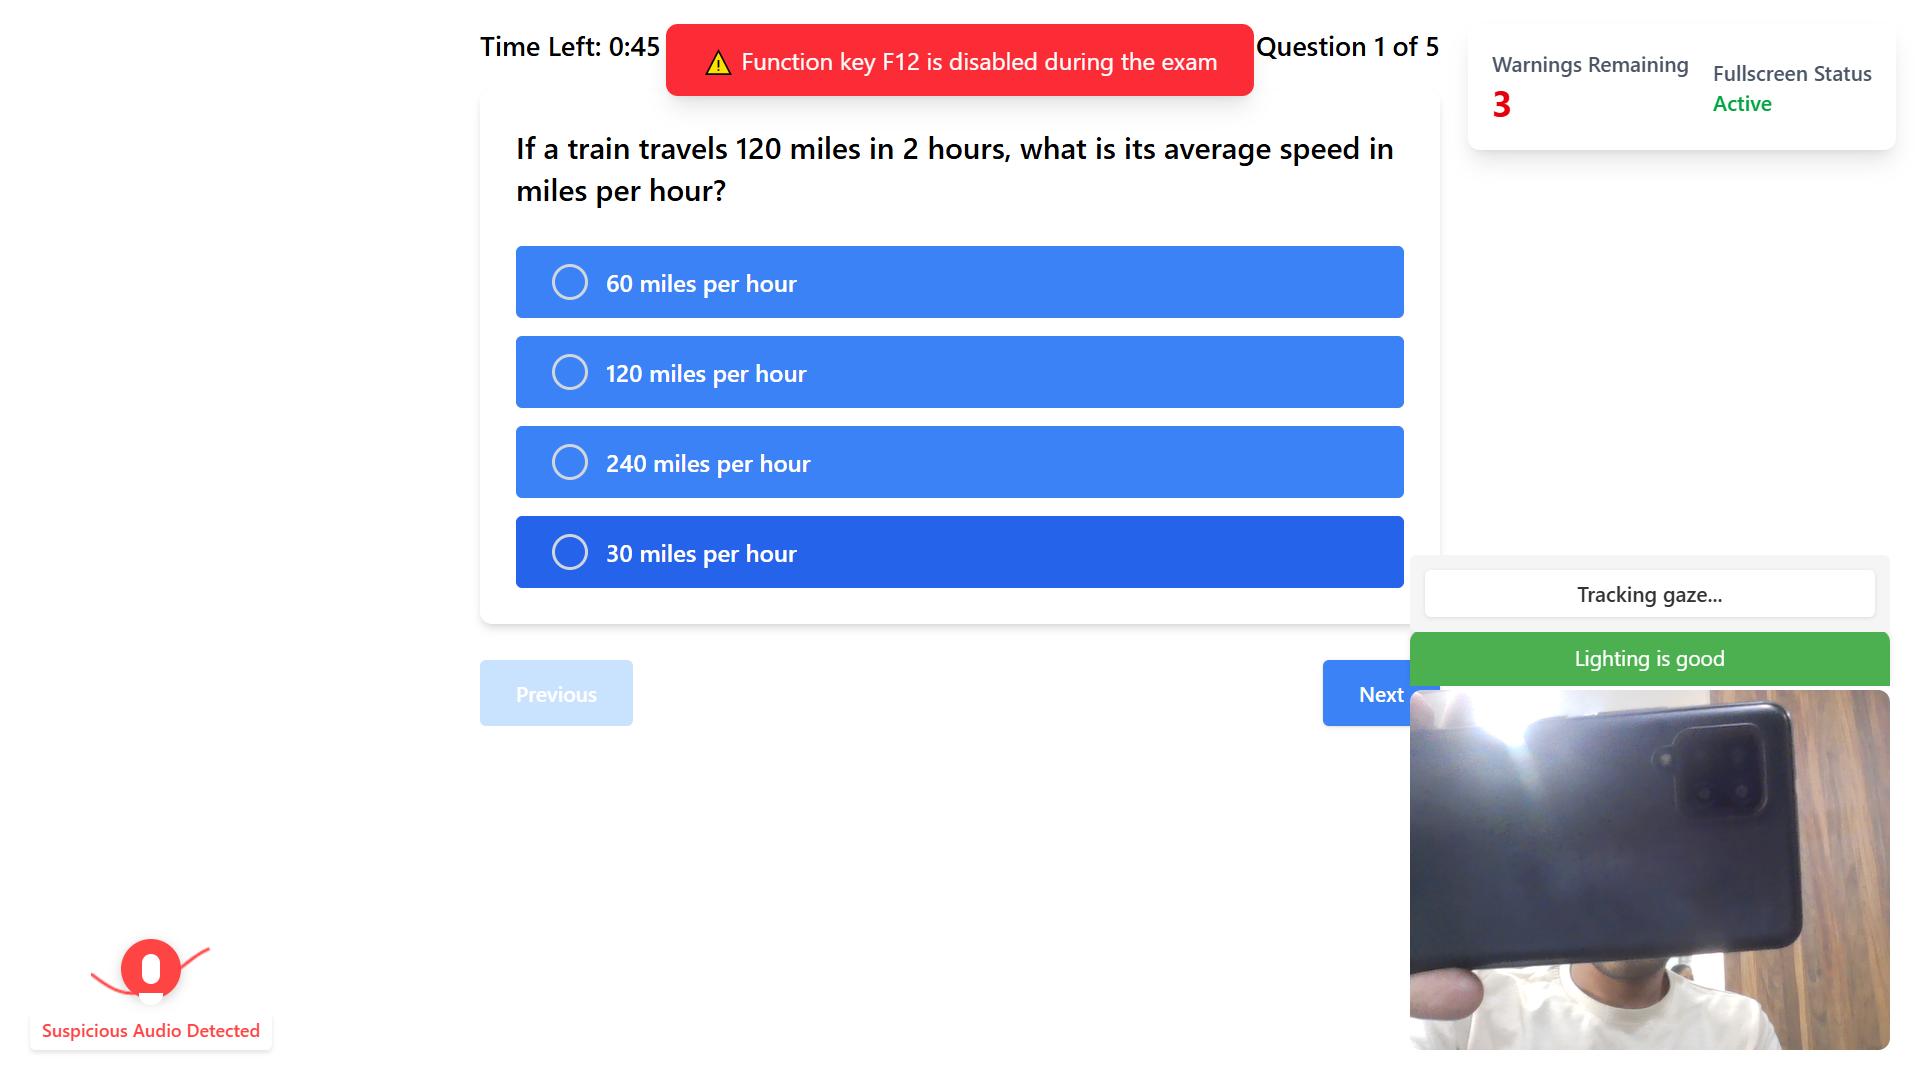 Time Left: 0:45
⚠ Function key F12 is disabled during the exam
Question 1 of 5
Warnings Remaining
3
Fullscreen Status
Active
If a train travels 120 miles in 2 hours, what is its average speed in
miles per hour?
60 miles per hour
120 miles per hour
240 miles per hour
30 miles per hour
Previous
Next
Tracking gaze...
Lighting is good
Suspicious Audio Detected